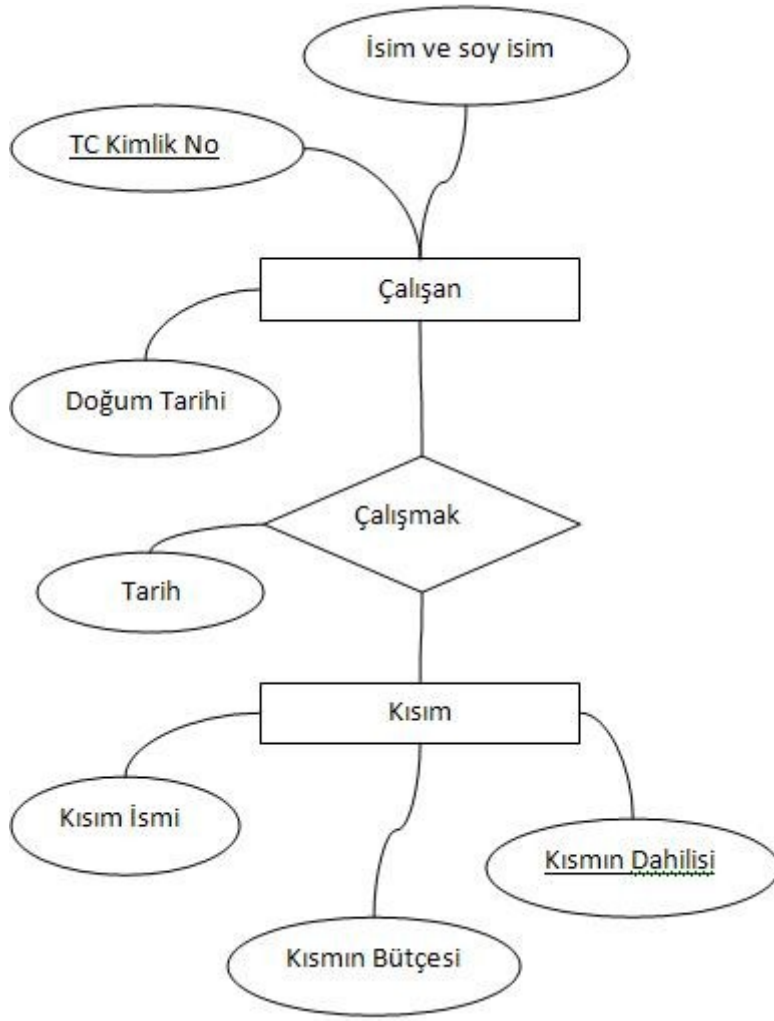 İsim ve soy isim
TC Kimlik No
Çalışan
Doğum Tarihi
Çalışmak
Tarih
Kısım
Kısım İsmi
Kısmın Dahilisi
Kısmın Bütçesi